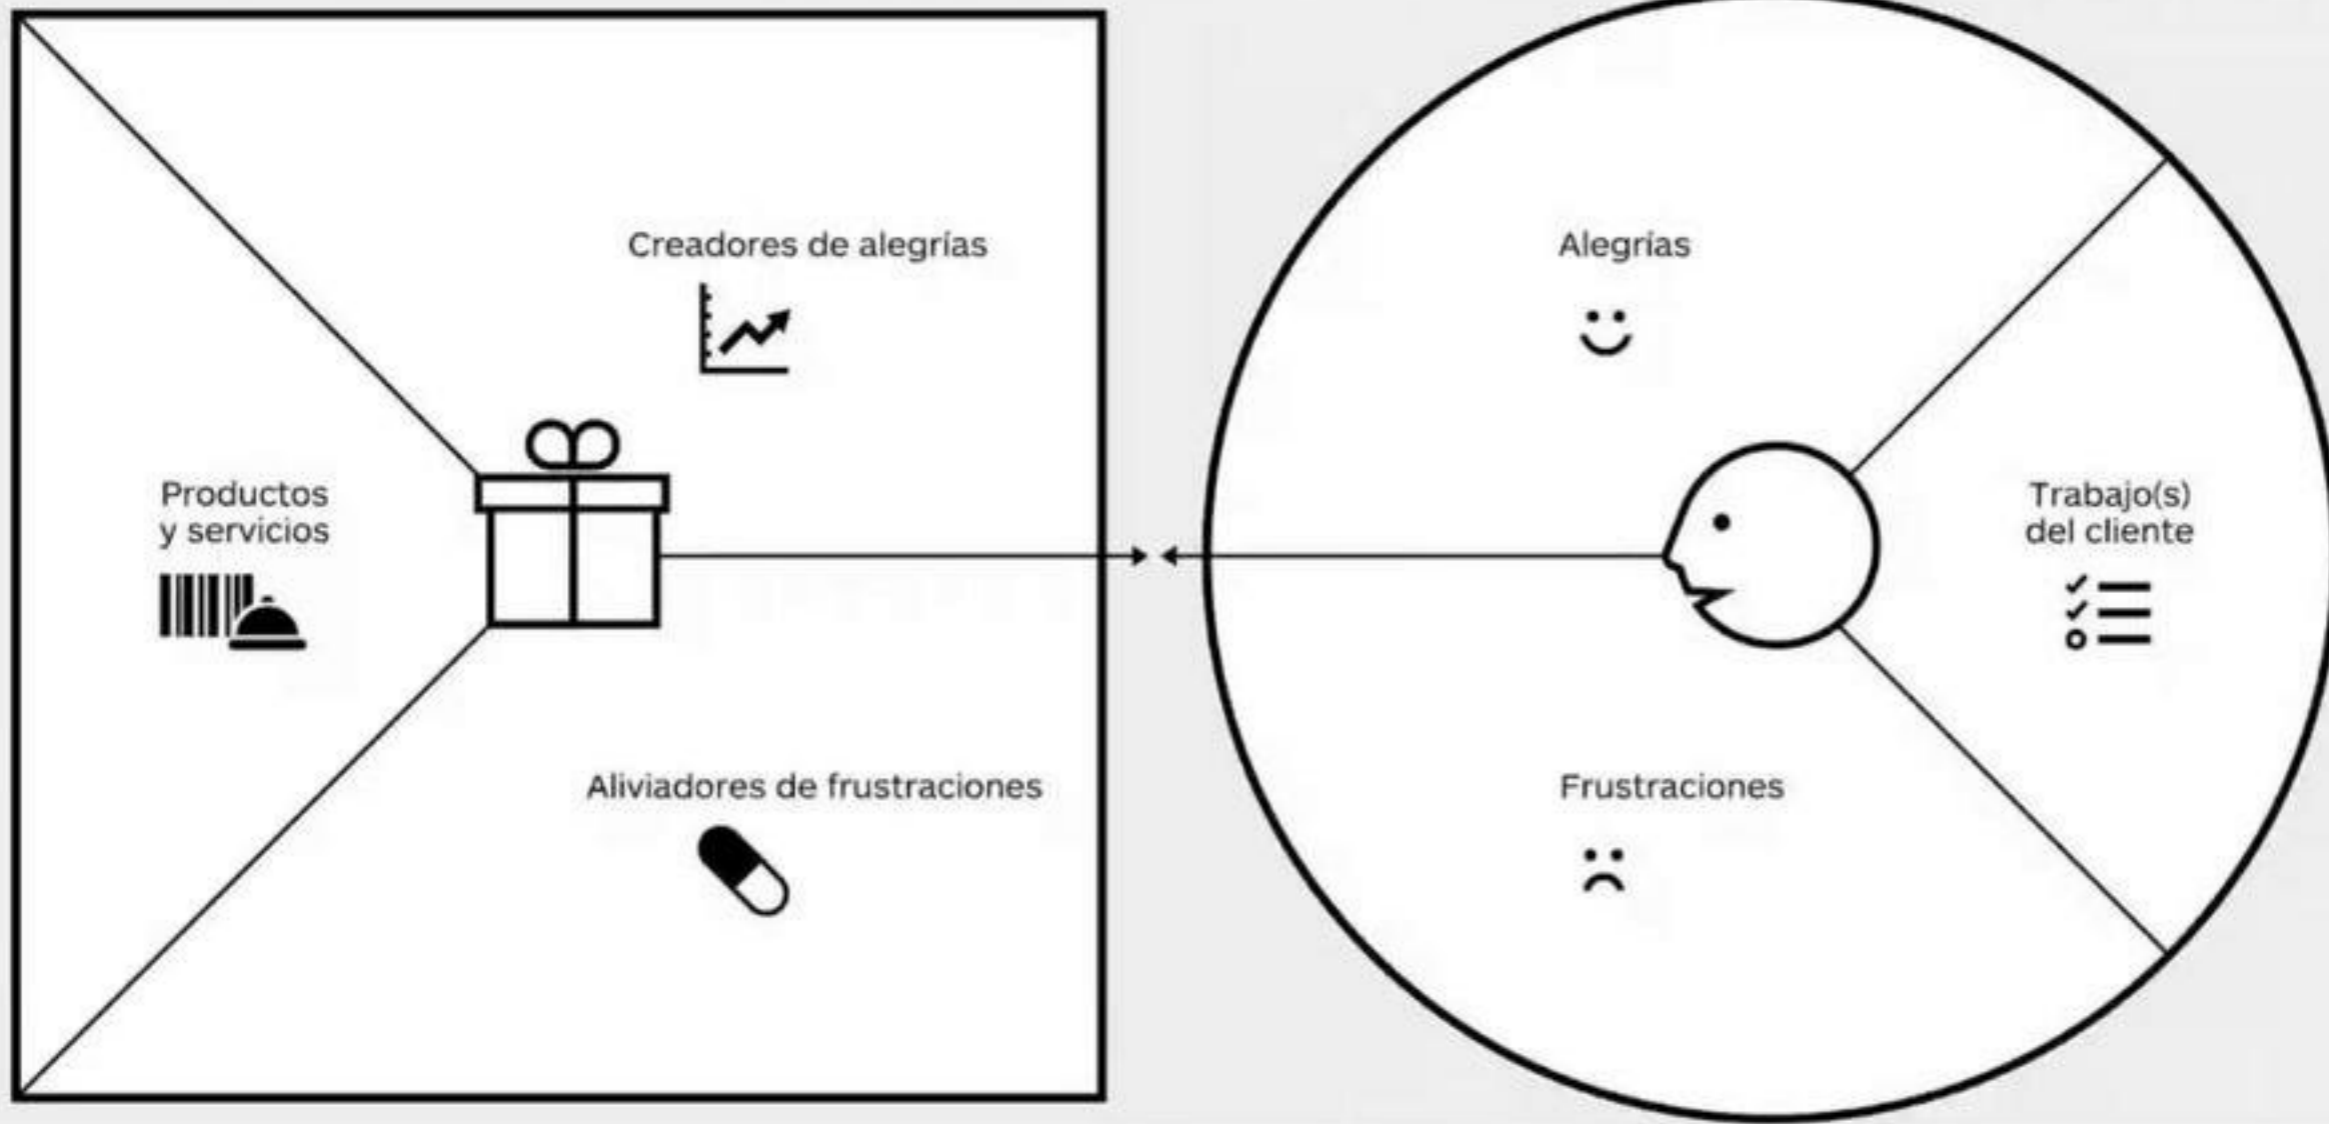 Creadores de alegrías
Productos
y servicios
Aliviadores de frustraciones
Alegrías
Trabajo(s)
del cliente
Frustraciones